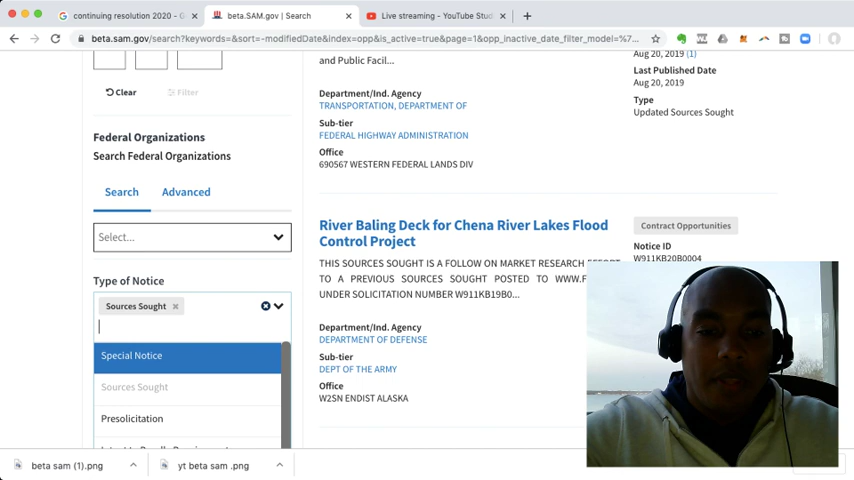 continuing resolution 2020 - G
beta.SAM.gov | Search
Live streaming - YouTube Stud
beta.sam.gov/search?keywords=&sort=-modifiedDate&index=opp&is_active=true&page=1&opp_inactive_date_filter_model=%7...
Clear
Filter
Federal Organizations
Search Federal Organizations
Search
Advanced
Select...
Type of Notice
Sources Sought
Special Notice
Sources Sought
Presolicitation
and Public Facil...
Department/Ind. Agency
TRANSPORTATION, DEPARTMENT OF
Sub-tier
FEDERAL HIGHWAY ADMINISTRATION
Office
690567 WESTERN FEDERAL LANDS DIV
Aug 20, 2019 (1)
Last Published Date
Aug 20, 2019
Type
Updated Sources Sought
River Baling Deck for Chena River Lakes Flood
Control Project
THIS SOURCES SOUGHT IS A FOLLOW ON MARKET RESEARCH EFFORT
TO A PREVIOUS SOURCES SOUGHT POSTED TO WWW.F
UNDER SOLICITATION NUMBER W911KB19B0...
Department/Ind. Agency
DEPARTMENT OF DEFENSE
Sub-tier
DEPT OF THE ARMY
Office
W2SN ENDIST ALASKA
Contract Opportunities
Notice ID
W911KB20B0004
beta sam (1).png
yt beta sam .png